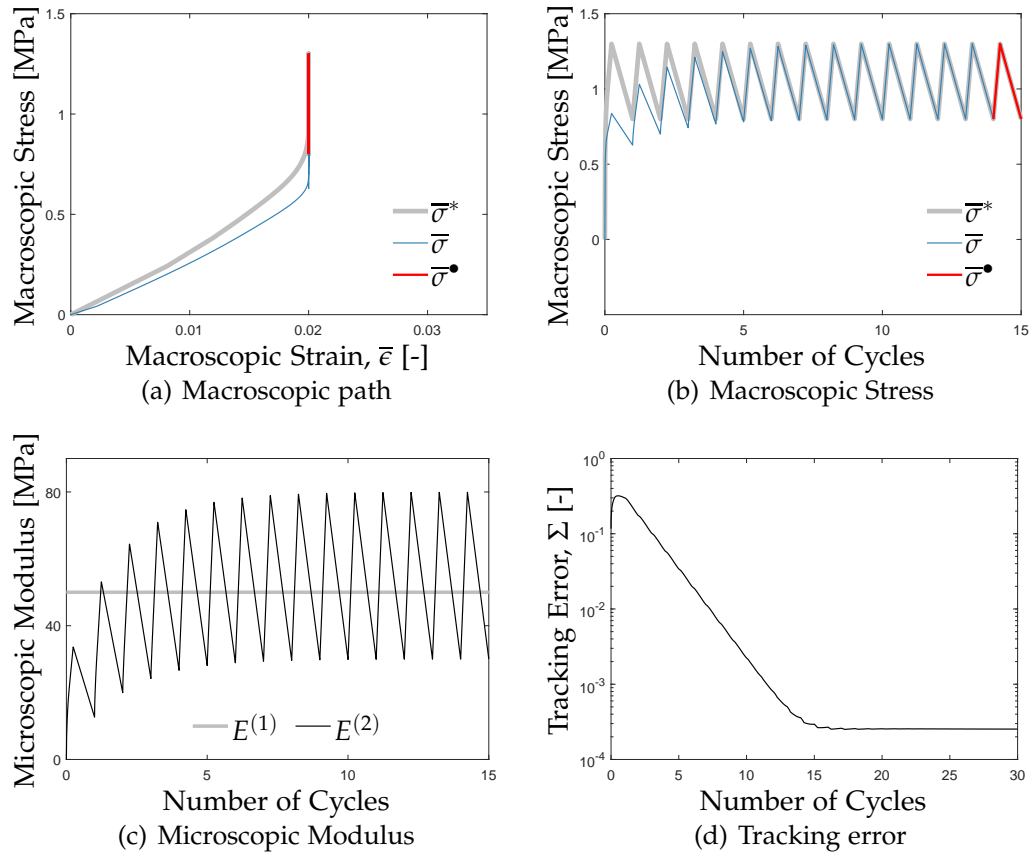 Macroscopic Stress [MPa]
1.5
1
0.5
0
0
0.01
0.02
0.03
σ̅*
σ̅
σ̅•
Macroscopic Strain, ϵ̅ [-]
(a) Macroscopic path
Macroscopic Stress [MPa]
1.5
1
0.5
0
0
5
10
15
σ̅*
σ̅
σ̅•
Number of Cycles
(b) Macroscopic Stress
Microscopic Modulus [MPa]
80
40
0
0
5
10
15
E(1)
E(2)
Number of Cycles
(c) Microscopic Modulus
Tracking Error, Σ [-]
10^0
10^-1
10^-2
10^-3
10^-4
0
5
10
15
20
25
30
Number of Cycles
(d) Tracking error